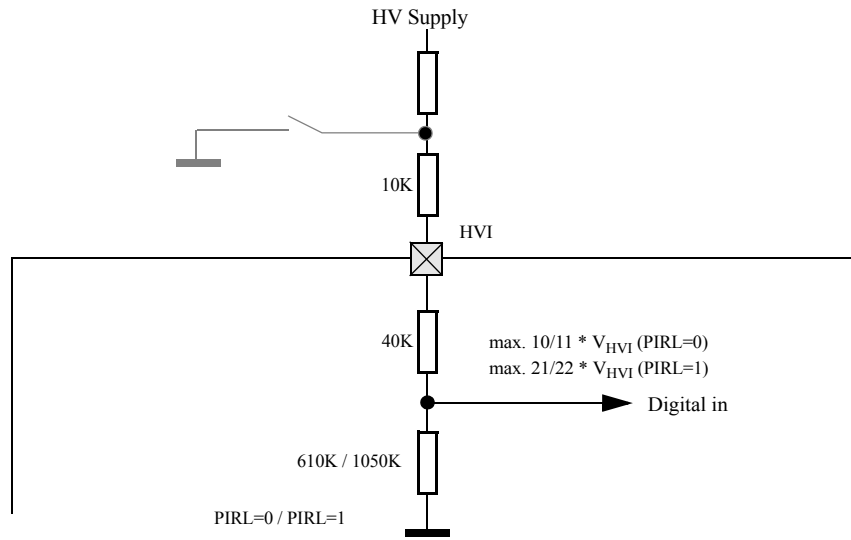 HV Supply
10K
HVI
40K
max. 10/11 * VHVI (PIRL=0)
max. 21/22 * VHVI (PIRL=1)
Digital in
610K / 1050K
PIRL=0 / PIRL=1